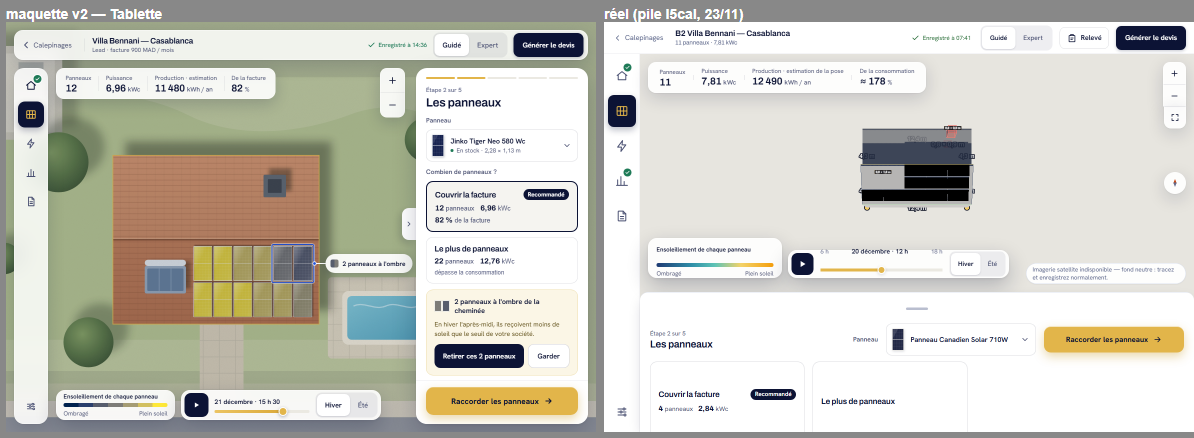 maquette v2 — Tablette
Calepinages
Villa Bennani — Casablanca
Lead · facture 900 MAD / mois
Enregistré à 14:36
Guidé
Expert
Générer le devis
Panneaux
12
Puissance
6,96 kWc
Production · estimation
11 480 kWh / an
De la facture
82 %
Étape 2 sur 5
Les panneaux
Panneau
Jinko Tiger Neo 580 Wc
En stock · 2,28 × 1,13 m
Combien de panneaux ?
Couvrir la facture
Recommandé
12 panneaux 6,96 kWc
82 % de la facture
Le plus de panneaux
22 panneaux 12,76 kWc
dépasse la consommation
2 panneaux à l'ombre
2 panneaux à l'ombre de la
cheminée
En hiver l'après-midi, ils reçoivent moins de
soleil que le seuil de votre société.
Retirer ces 2 panneaux
Garder
Raccorder les panneaux →
Ensoleillement de chaque panneau
Ombragé
Plein soleil
21 décembre · 15 h 30
Hiver
Été
réel (pile l5cal, 23/11)
Calepinages
B2 Villa Bennani — Casablanca
11 panneaux · 7,81 kWc
Enregistré à 07:41
Guidé
Expert
Relevé
Générer le devis
Panneaux
11
Puissance
7,81 kWc
Production · estimation de la pose
12 490 kWh / an
De la consommation
≈ 178 %
Ensoleillement de chaque panneau
Ombragé
Plein soleil
6 h
20 décembre · 12 h
18 h
Hiver
Été
Imagerie satellite indisponible — fond neutre : tracez
et enregistrez normalement.
Étape 2 sur 5
Les panneaux
Panneau
Panneau Canadien Solar 710W
Raccorder les panneaux →
Couvrir la facture
Recommandé
4 panneaux 2,84 kWc
Le plus de panneaux